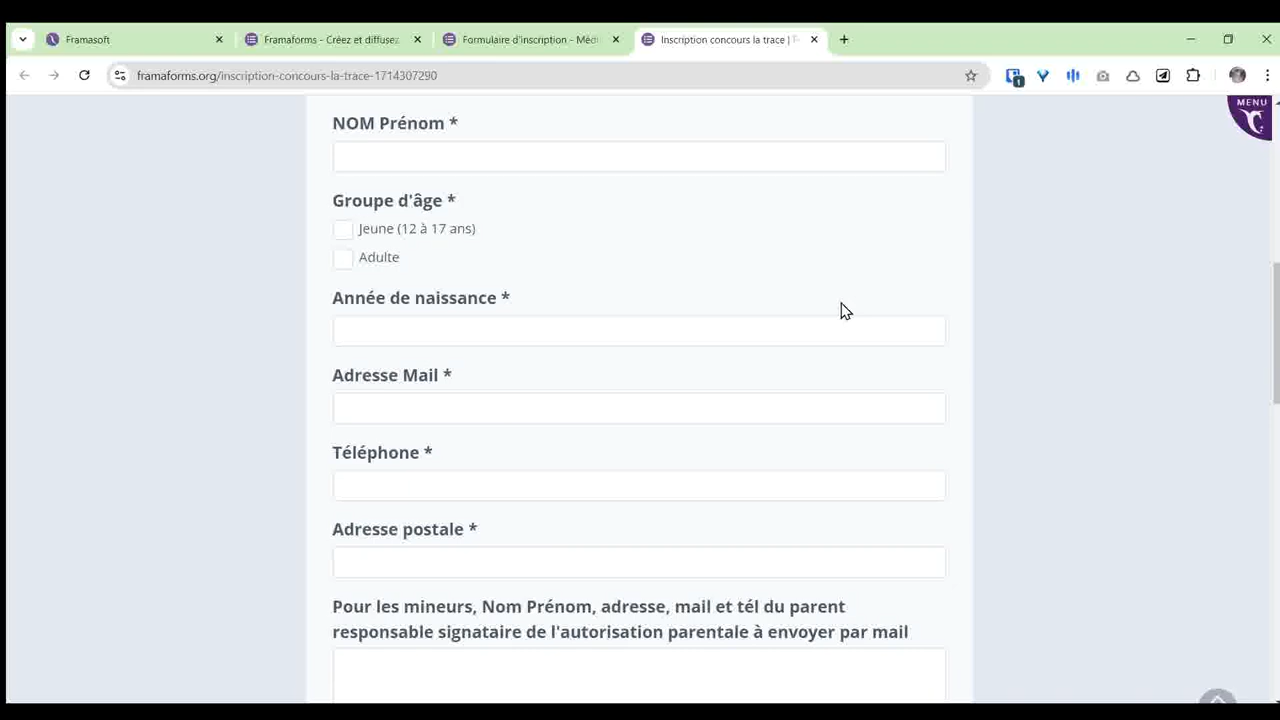 Framasoft
Framaforms - Créez et diffusez
Formulaire d'inscription - Médi
Inscription concours la trace | F
framaforms.org/inscription-concours-la-trace-1714307290
1
MENU
NOM Prénom *
Groupe d'âge *
Jeune (12 à 17 ans)
Adulte
Année de naissance *
Adresse Mail *
Téléphone *
Adresse postale *
Pour les mineurs, Nom Prénom, adresse, mail et tél du parent
responsable signataire de l'autorisation parentale à envoyer par mail